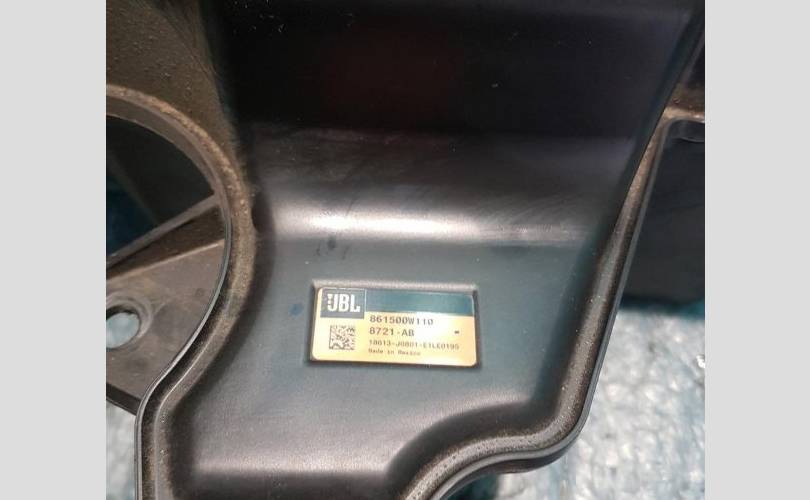 JBL
861500W110
8721-AB -
18613-J0801-E1LE0195
Made in Mexico